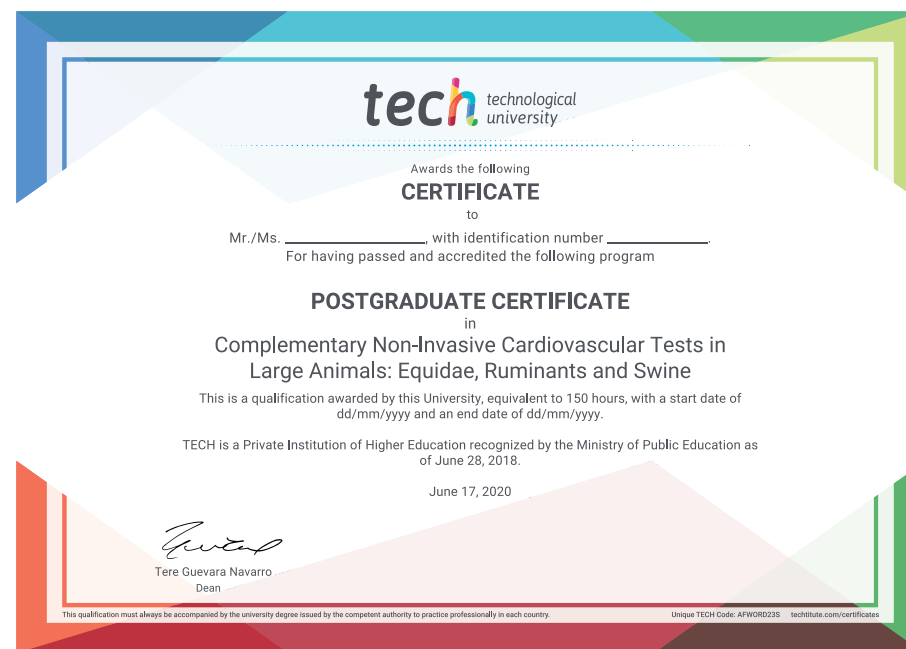 tech technological
university
Awards the following
CERTIFICATE
to
Mr./Ms. ____________________, with identification number ______________.
For having passed and accredited the following program
POSTGRADUATE CERTIFICATE
in
Complementary Non-Invasive Cardiovascular Tests in
Large Animals: Equidae, Ruminants and Swine
This is a qualification awarded by this University, equivalent to 150 hours, with a start date of
dd/mm/yyyy and an end date of dd/mm/yyyy.
TECH is a Private Institution of Higher Education recognized by the Ministry of Public Education as
of June 28, 2018.
June 17, 2020
Tere Guevara Navarro
Dean
This qualification must always be accompanied by the university degree issued by the competent authority to practice professionally in each country.
Unique TECH Code: AFWORD23S techtitute.com/certificates